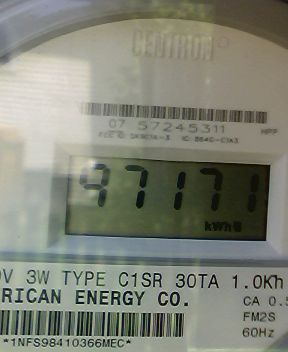 CENTRON
07 57245311
97171
kWh
0V 3W TYPE C1SR 30TA 1.0Kh
RICAN ENERGY CO.
CA 0.
FM2S
60Hz
*1NFS98410366MEC*